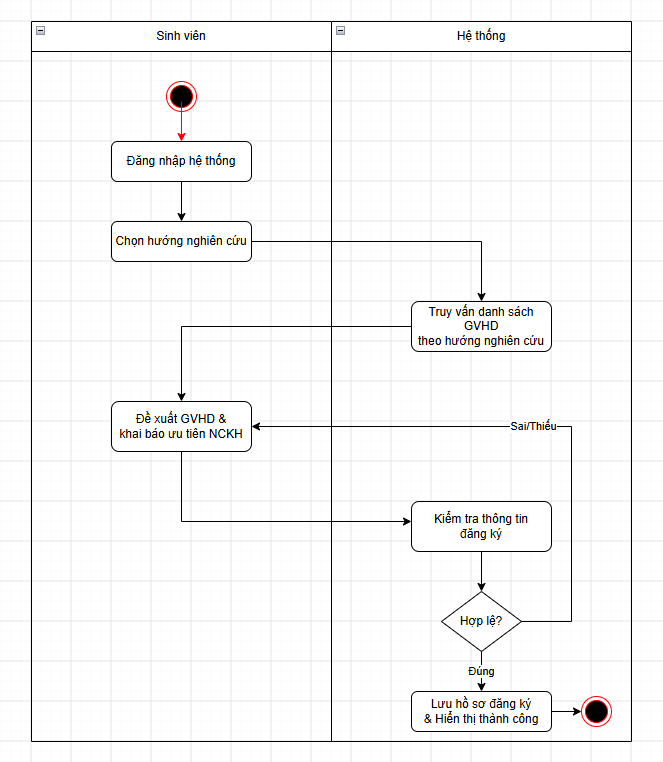 Sinh viên
Hệ thống
Đăng nhập hệ thống
Chọn hướng nghiên cứu
Truy vấn danh sách
GVHD
theo hướng nghiên cứu
Đề xuất GVHD &
khai báo ưu tiên NCKH
Sai/Thiếu
Kiểm tra thông tin
đăng ký
Hợp lệ?
Đúng
Lưu hồ sơ đăng ký
& Hiển thị thành công